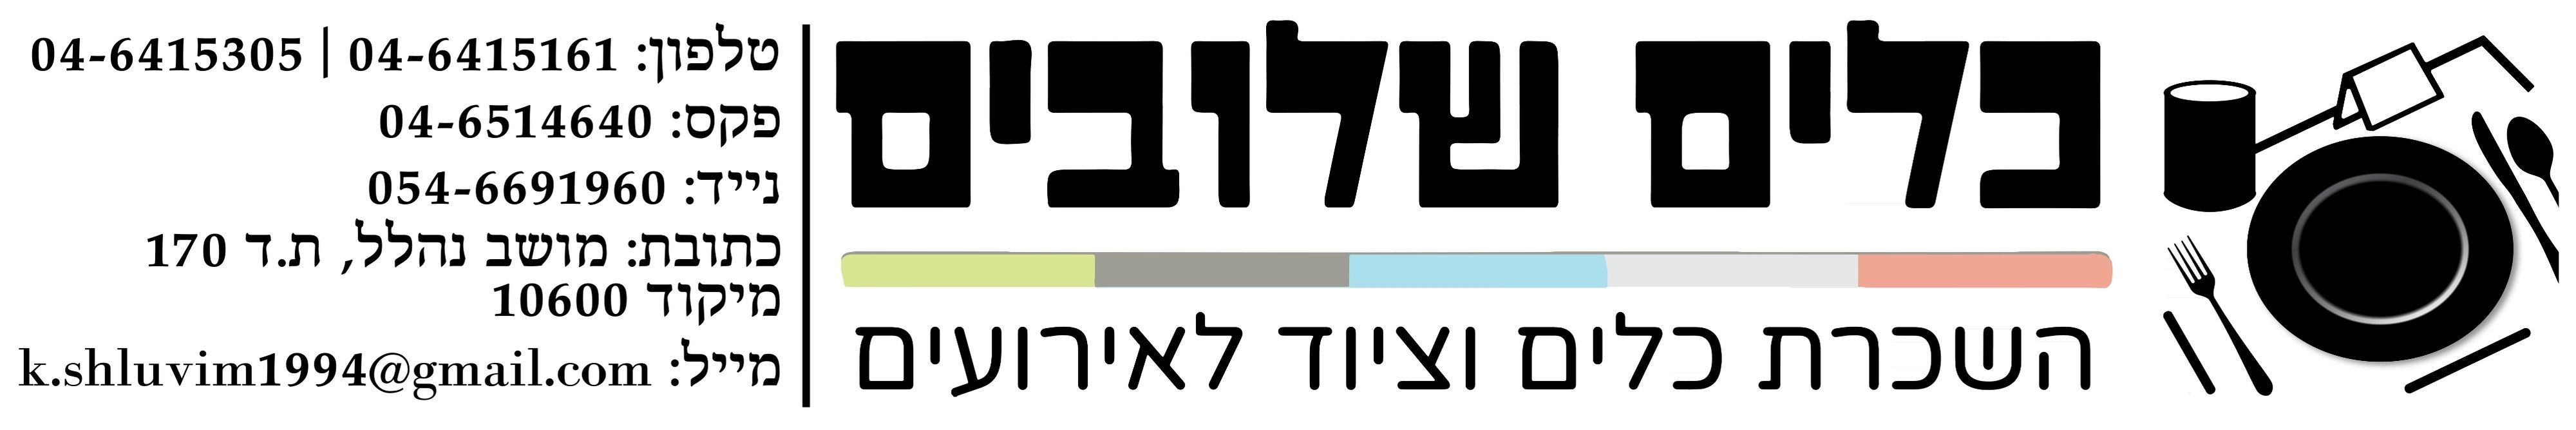 כלים שלובים
השכרת כלים וציוד לאירועים
טלפון: 04-6415161 | 04-6415305
פקס: 04-6514640
נייד: 054-6691960
כתובת: מושב נהלל, ת.ד 170
מיקוד 10600
מייל: k.shluvim1994@gmail.com